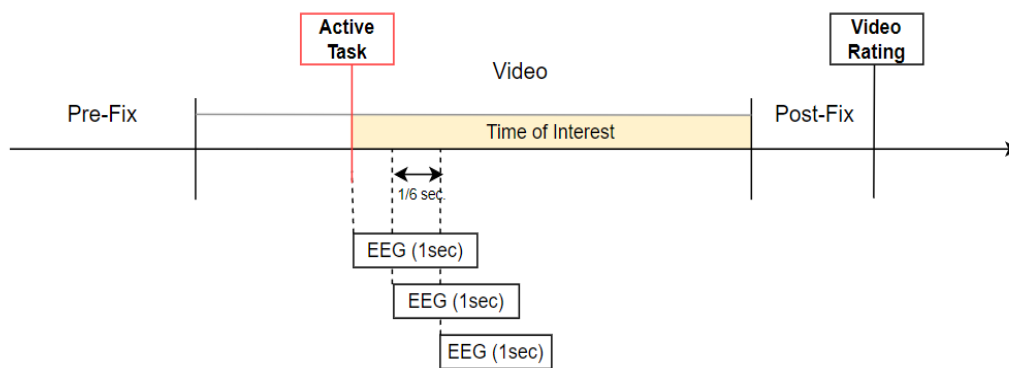 Active
Task
Video
Rating
Video
Pre-Fix
Post-Fix
Time of Interest
1/6 sec.
EEG (1sec)
EEG (1sec)
EEG (1sec)